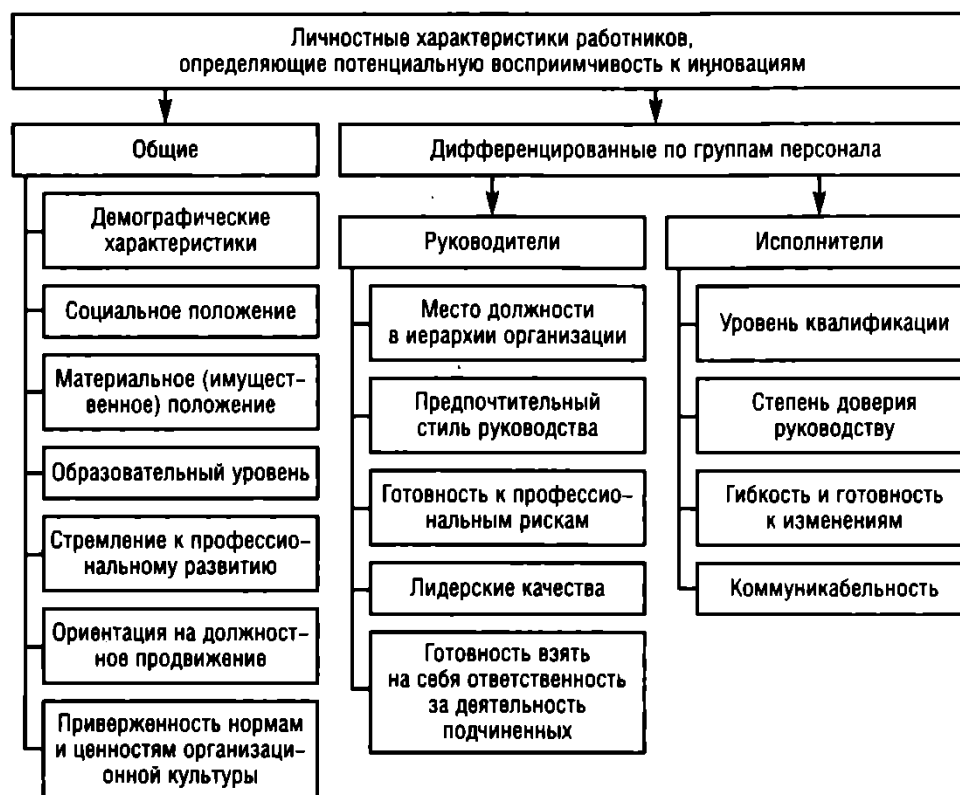 Личностные характеристики работников,
определяющие потенциальную восприимчивость к инновациям
Общие
Дифференцированные по группам персонала
Демографические
характеристики
Социальное положение
Материальное (имущест-
венное) положение
Образовательный уровень
Стремление к профессио-
нальному развитию
Ориентация на должност-
ное продвижение
Приверженность нормам
и ценностям организаци-
онной культуры
Руководители
Место должности
в иерархии организации
Предпочтительный
стиль руководства
Готовность к профессио-
нальным рискам
Лидерские качества
Готовность взять
на себя ответственность
за деятельность
подчиненных
Исполнители
Уровень квалификации
Степень доверия
руководству
Гибкость и готовность
к изменениям
Коммуникабельность